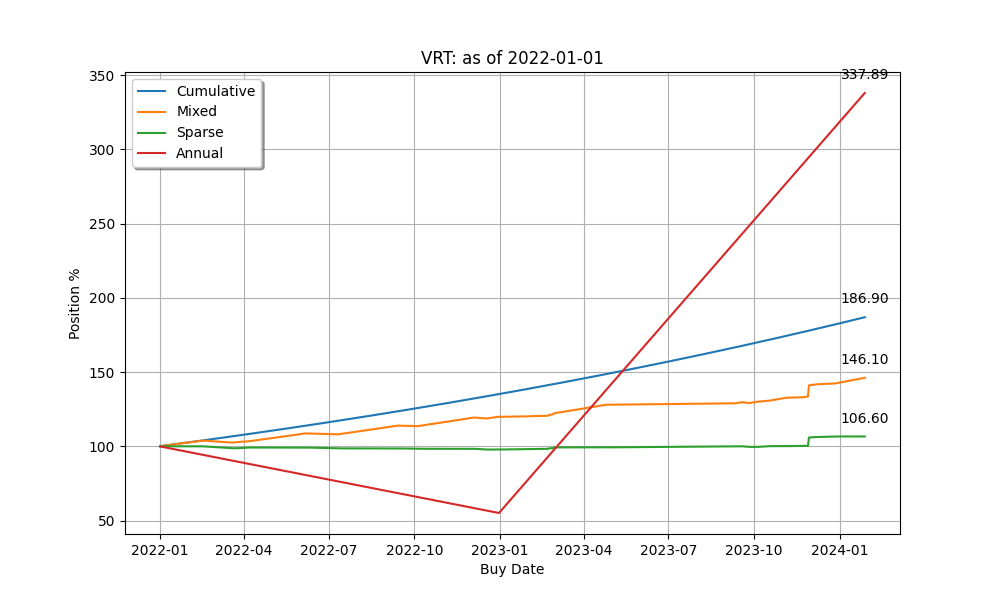 VRT: as of 2022-01-01
Cumulative
Mixed
Sparse
Annual
337.89
186.90
146.10
106.60
350
300
250
200
150
100
50
Position %
2022-01
2022-04
2022-07
2022-10
2023-01
2023-04
2023-07
2023-10
2024-01
Buy Date